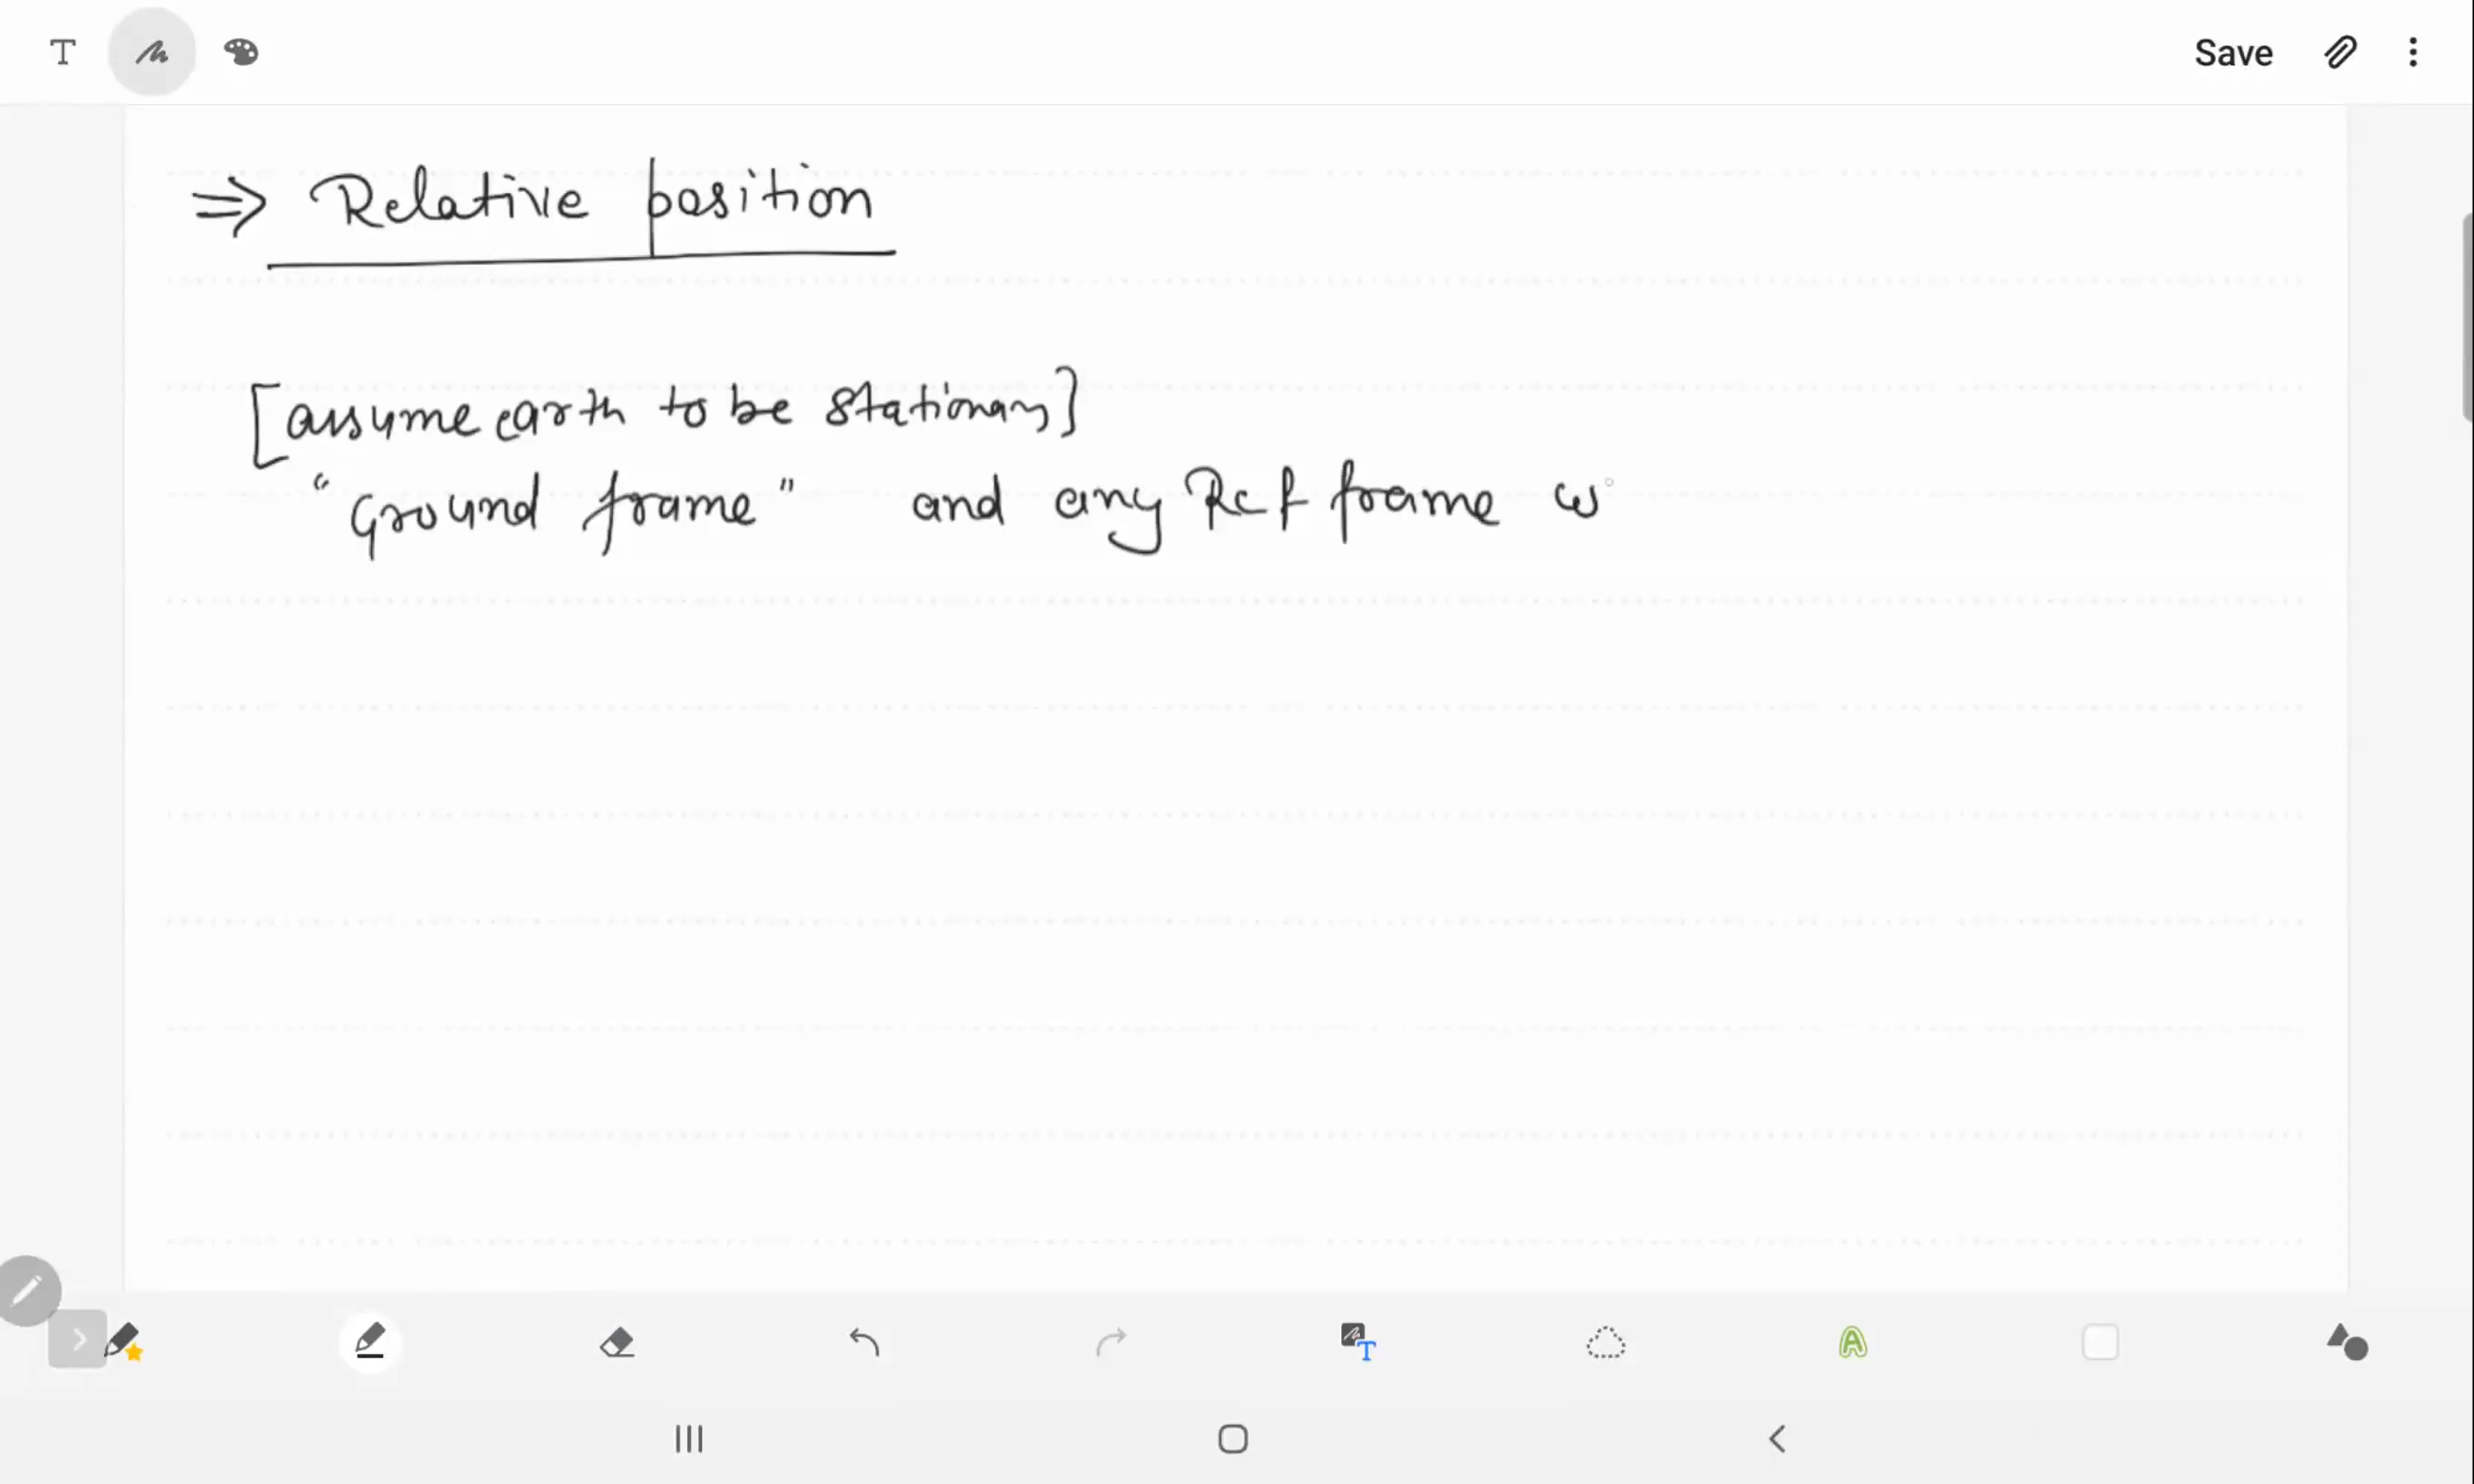 Save
⇒ Relative position
[assume earth to be stationary]
"Ground frame" and any Ref frame w